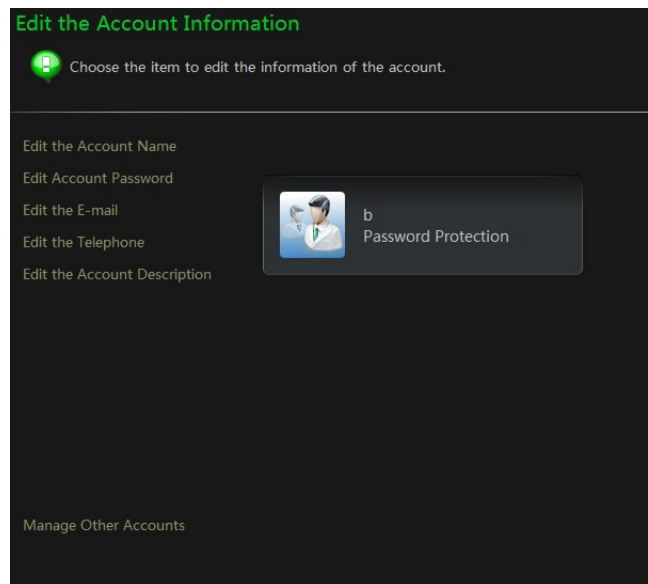 Edit the Account Information
Choose the item to edit the information of the account.
Edit the Account Name
Edit Account Password
Edit the E-mail
Edit the Telephone
Edit the Account Description
b
Password Protection
Manage Other Accounts